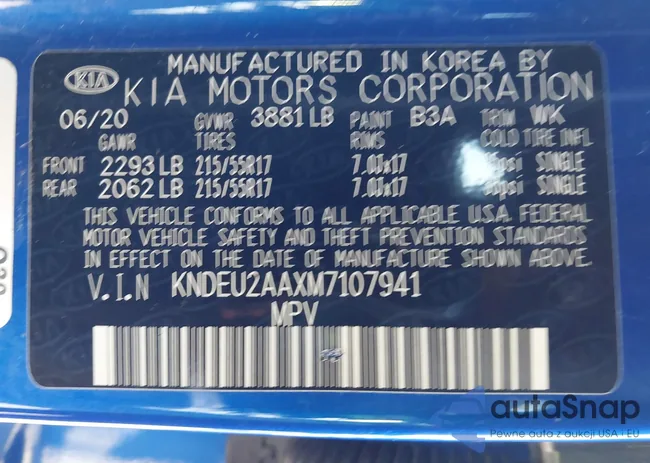 KIA
MANUFACTURED IN KOREA BY
KIA MOTORS CORPORATION
06/20 GVWR 3881 LB PAINT B3A TRIM WK
GAWR TIRES RIMS COLD TIRE INFL
FRONT 2293 LB 215/55R17 7.0Jx17 psi SINGLE
REAR 2062 LB 215/55R17 7.0Jx17 psi SINGLE
THIS VEHICLE CONFORMS TO ALL APPLICABLE U.S.A. FEDERAL
MOTOR VEHICLE SAFETY AND THEFT PREVENTION STANDARDS
IN EFFECT ON THE DATE OF MANUFACTURE SHOWN ABOVE.
V.I.N KNDEU2AAXM7107941
MPV
autoSnap
Pewne auta z aukcji USA i EU